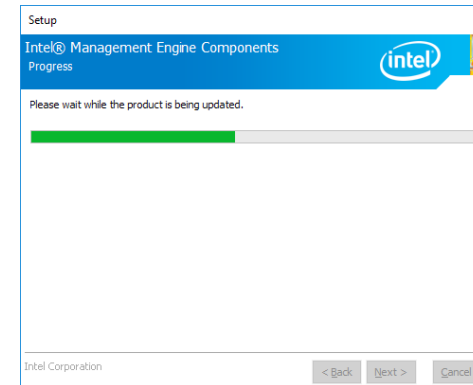 Setup
Intel® Management Engine Components
Progress
intel
Please wait while the product is being updated.
Intel Corporation
< Back Next > Cancel